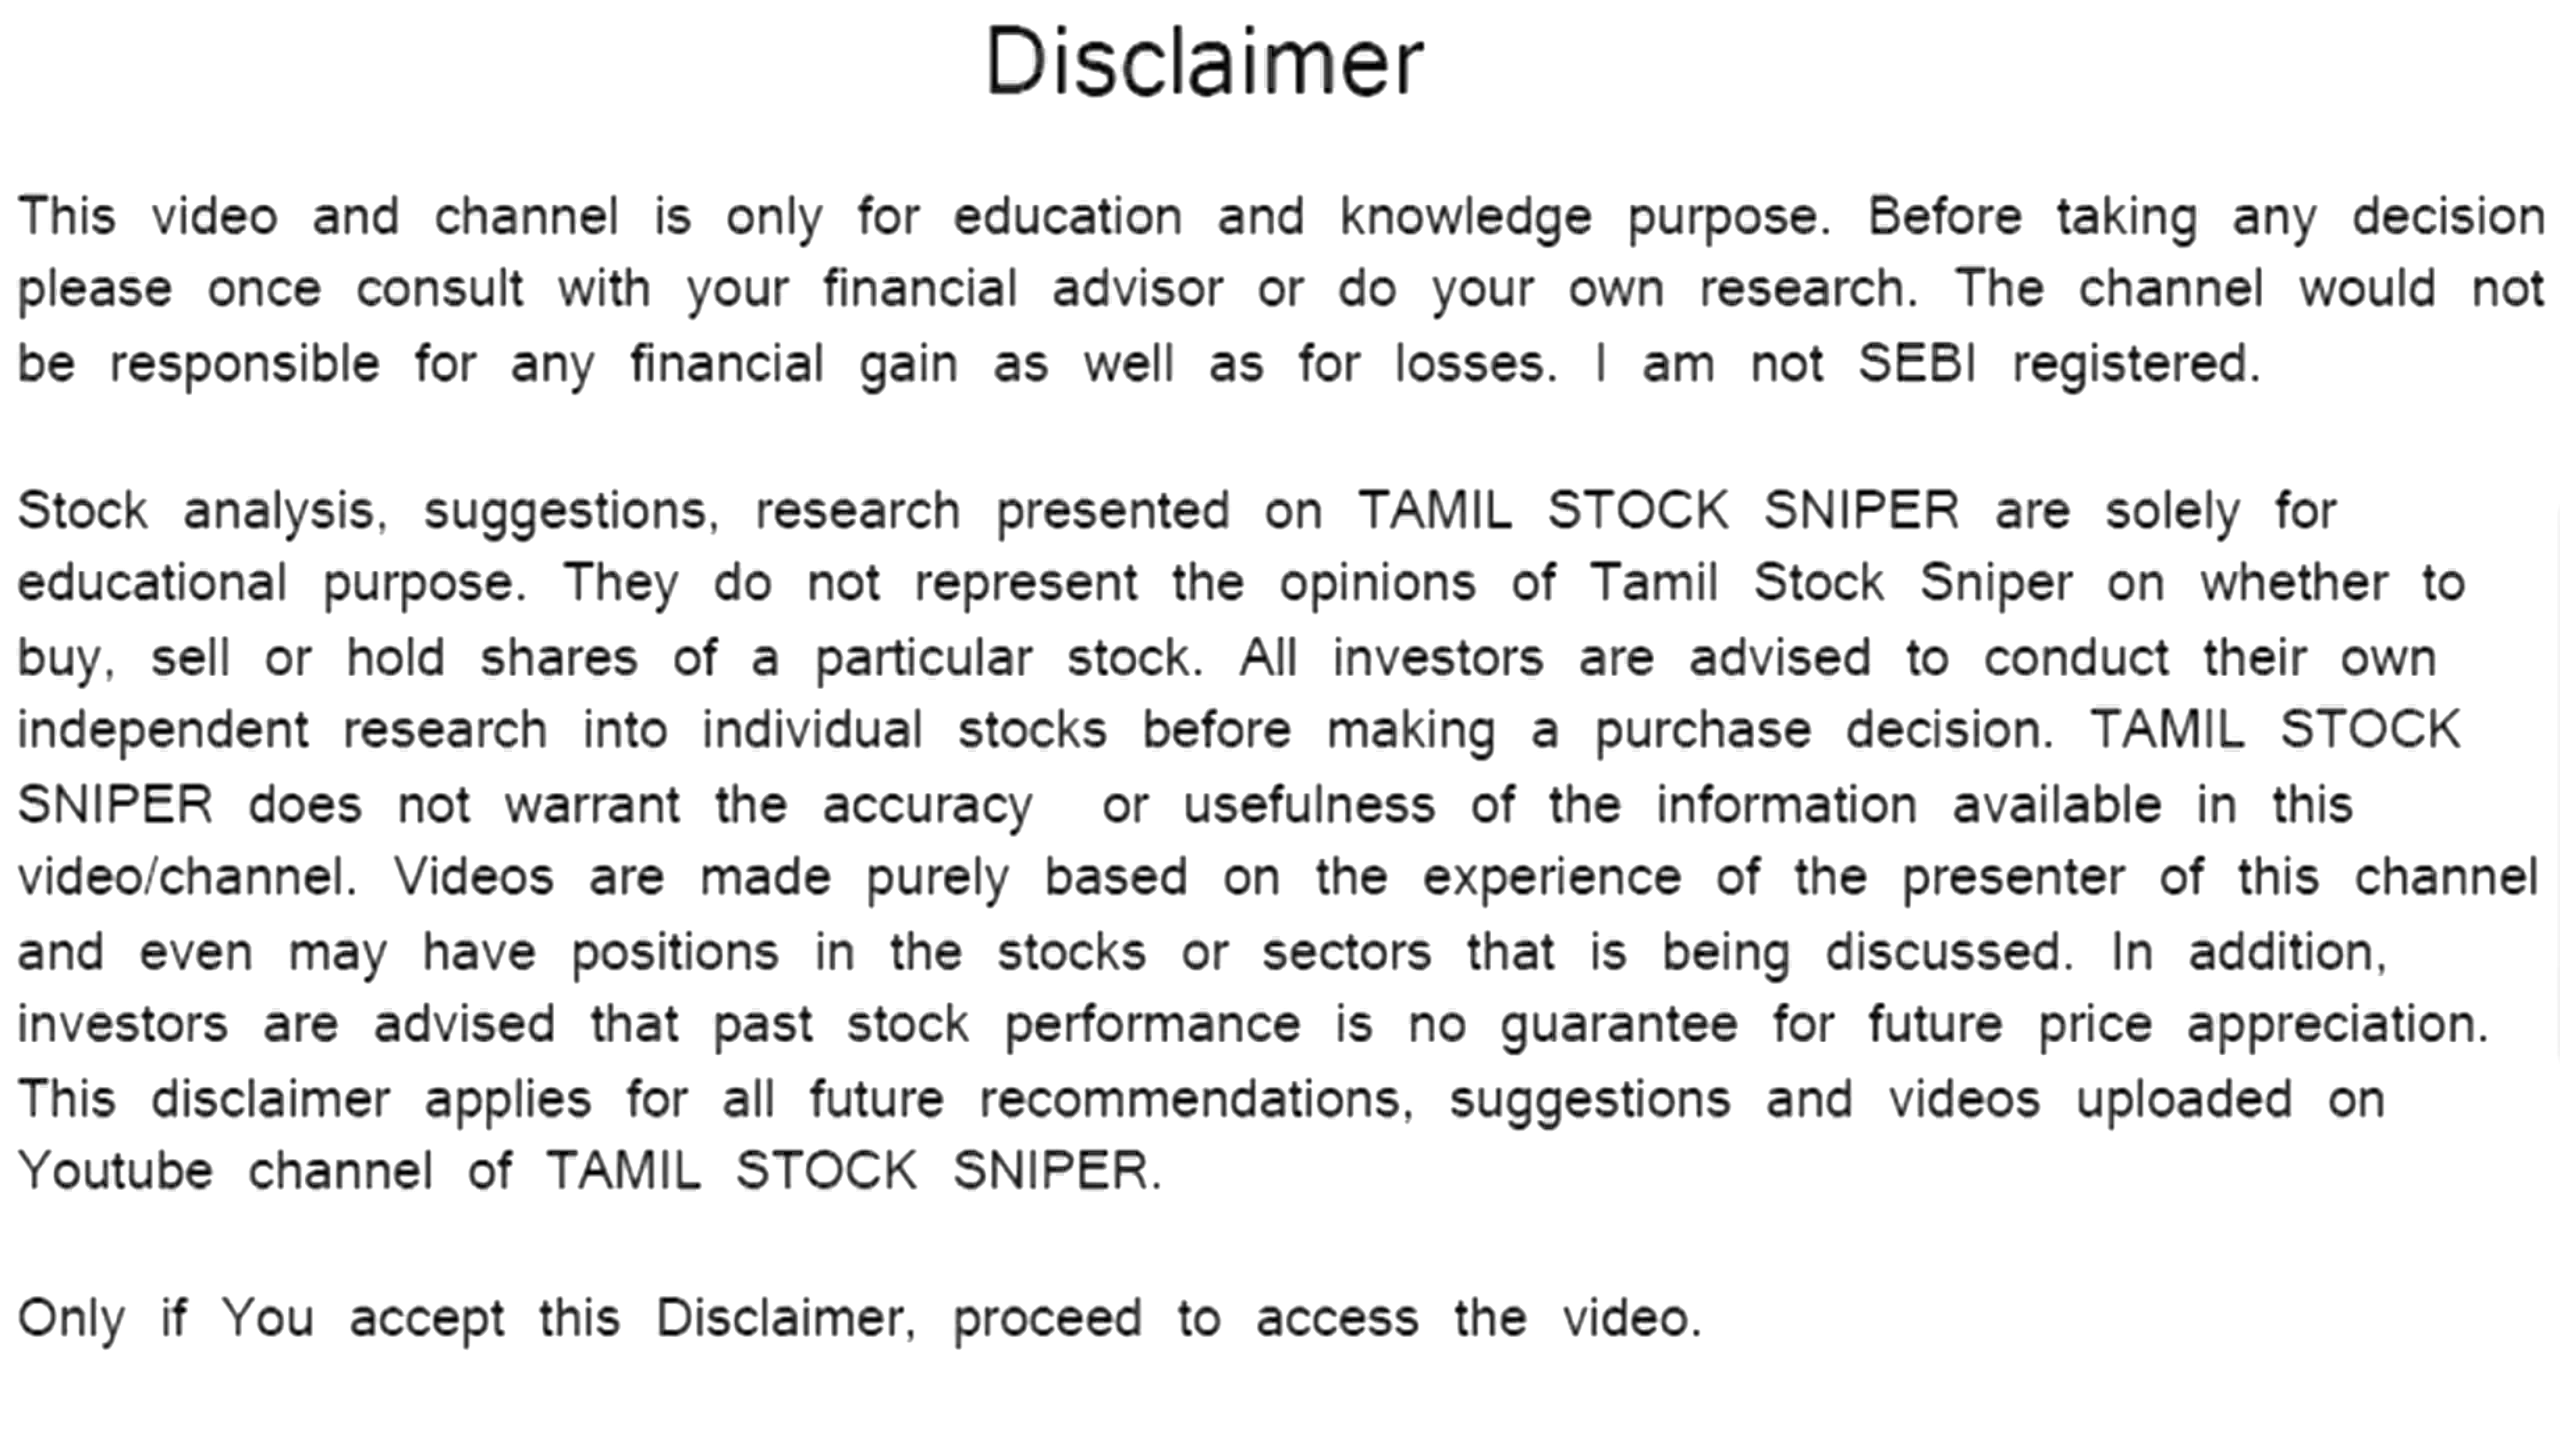 Disclaimer
This video and channel is only for education and knowledge purpose. Before taking any decision
please once consult with your financial advisor or do your own research. The channel would not
be responsible for any financial gain as well as for losses. I am not SEBI registered.
Stock analysis, suggestions, research presented on TAMIL STOCK SNIPER are solely for
educational purpose. They do not represent the opinions of Tamil Stock Sniper on whether to
buy, sell or hold shares of a particular stock. All investors are advised to conduct their own
independent research into individual stocks before making a purchase decision. TAMIL STOCK
SNIPER does not warrant the accuracy or usefulness of the information available in this
video/channel. Videos are made purely based on the experience of the presenter of this channel
and even may have positions in the stocks or sectors that is being discussed. In addition,
investors are advised that past stock performance is no guarantee for future price appreciation.
This disclaimer applies for all future recommendations, suggestions and videos uploaded on
Youtube channel of TAMIL STOCK SNIPER.
Only if You accept this Disclaimer, proceed to access the video.